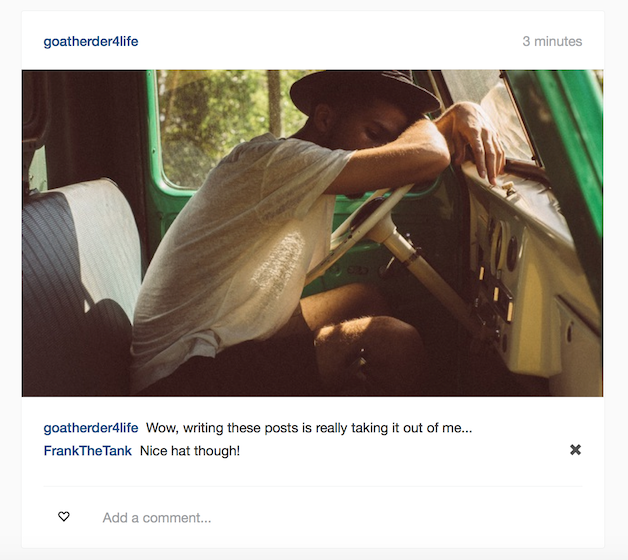 goatherder4life 3 minutes
goatherder4life Wow, writing these posts is really taking it out of me...
FrankTheTank Nice hat though!
Add a comment...